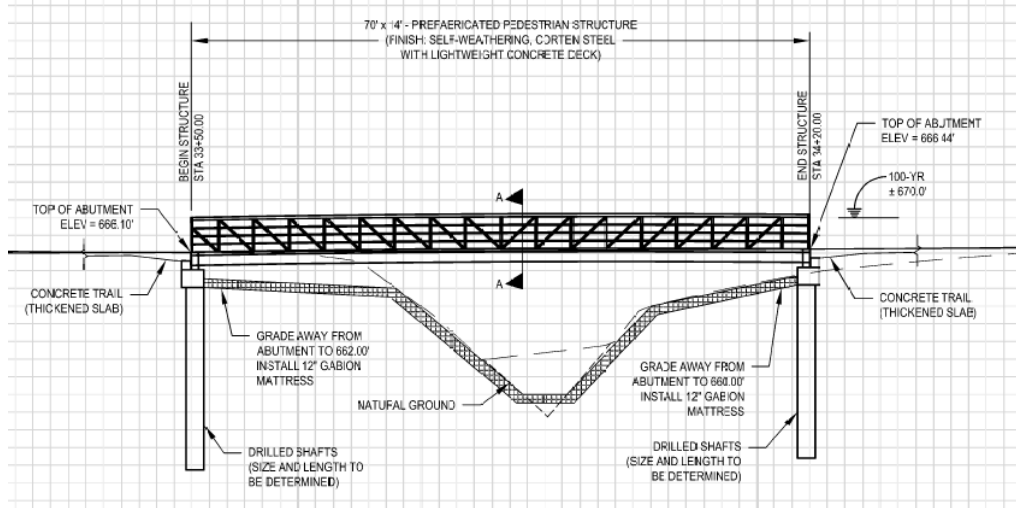 70' x 14' - PREFAERICATED PEDESTRIAN STRUCTURE
(FINISH: SELF-WEATHERING, CORTEN STEEL
WITH LIGHTWEIGHT CONCRETE DECK)
BEGIN STRUCTURE
STA 33+50.00
END STRUCTURE
STA 34+20.00
TOP OF ABUTMENT
ELEV = 666.44'
100-YR
± 670.0'
A
TOP OF ABUTMENT
ELEV = 666.10'
A
CONCRETE TRAIL
(THICKENED SLAB)
CONCRETE TRAIL
(THICKENED SLAB)
GRADE AWAY FROM
ABUTMENT TO 662.00'
INSTALL 12" GABION
MATTRESS
GRADE AWAY FROM
ABUTMENT TO 660.00'
INSTALL 12" GABION
MATTRESS
NATURAL GROUND
DRILLED SHAFTS
(SIZE AND LENGTH TO
BE DETERMINED)
DRILLED SHAFTS
(SIZE AND LENGTH TO
BE DETERMINED)